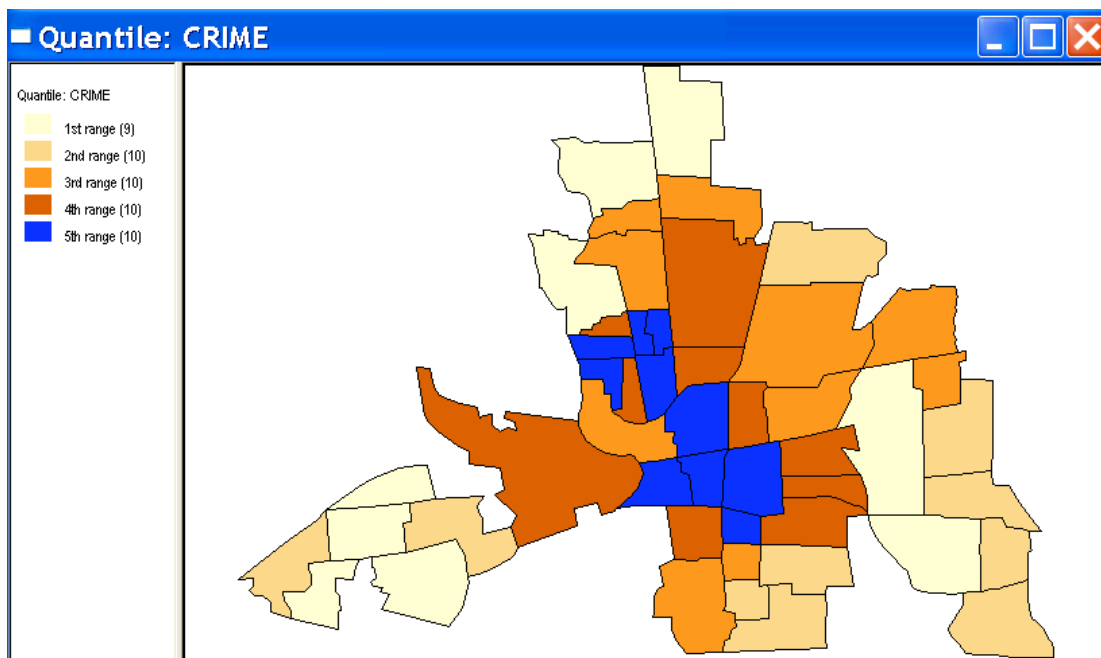 Quantile: CRIME
Quantile: CRIME
1st range (9)
2nd range (10)
3rd range (10)
4th range (10)
5th range (10)